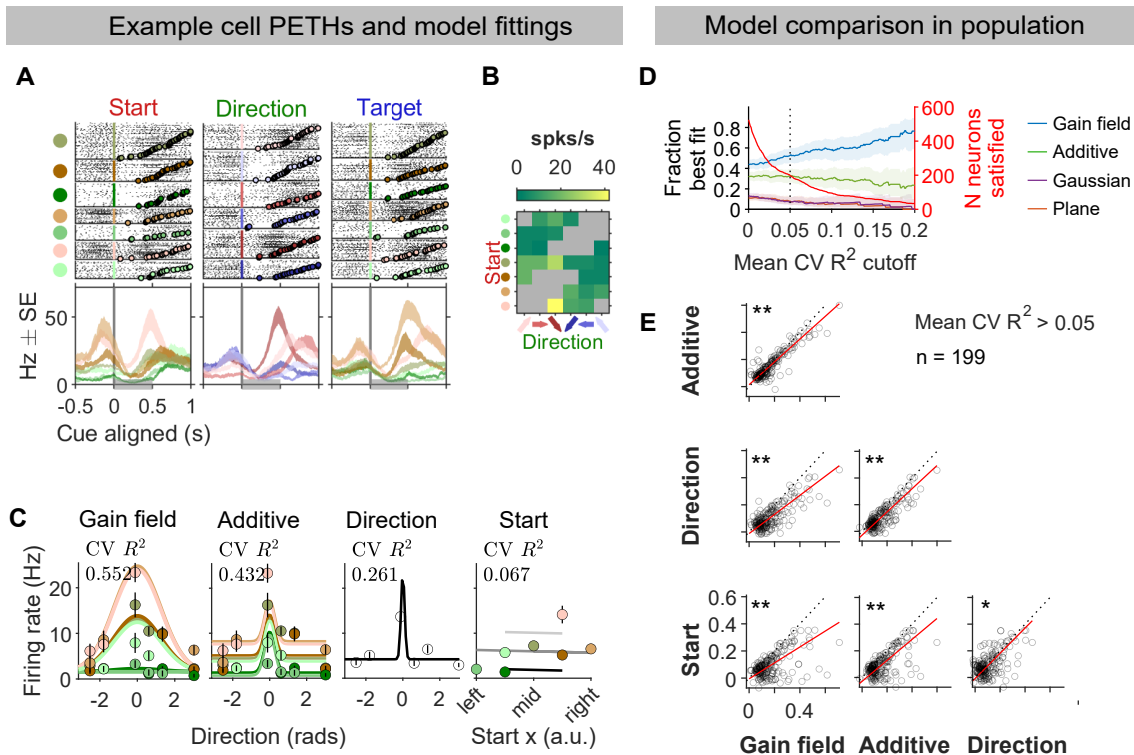 Example cell PETHs and model fittings
Model comparison in population
A
Start
Direction
Target
50
0
Hz ± SE
-0.5
0
0.5
1
Cue aligned (s)
B
spks/s
0
20
40
Start
Direction
C
Gain field
Additive
Direction
Start
CV R²
0.552
CV R²
0.432
CV R²
0.261
CV R²
0.067
Firing rate (Hz)
20
10
0
-2
0
2
-2
0
2
-2
0
2
left
mid
right
Direction (rads)
Start x (a.u.)
D
Fraction
best fit
0.8
0.6
0.4
0.2
0
600
400
200
0
N neurons
satisfied
0
0.05
0.1
0.15
0.2
Mean CV R² cutoff
Gain field
Additive
Gaussian
Plane
E
Mean CV R² > 0.05
n = 199
Additive
**
Direction
**
**
Start
0.6
0.4
0.2
0
**
**
*
0
0.4
Gain field
Additive
Direction